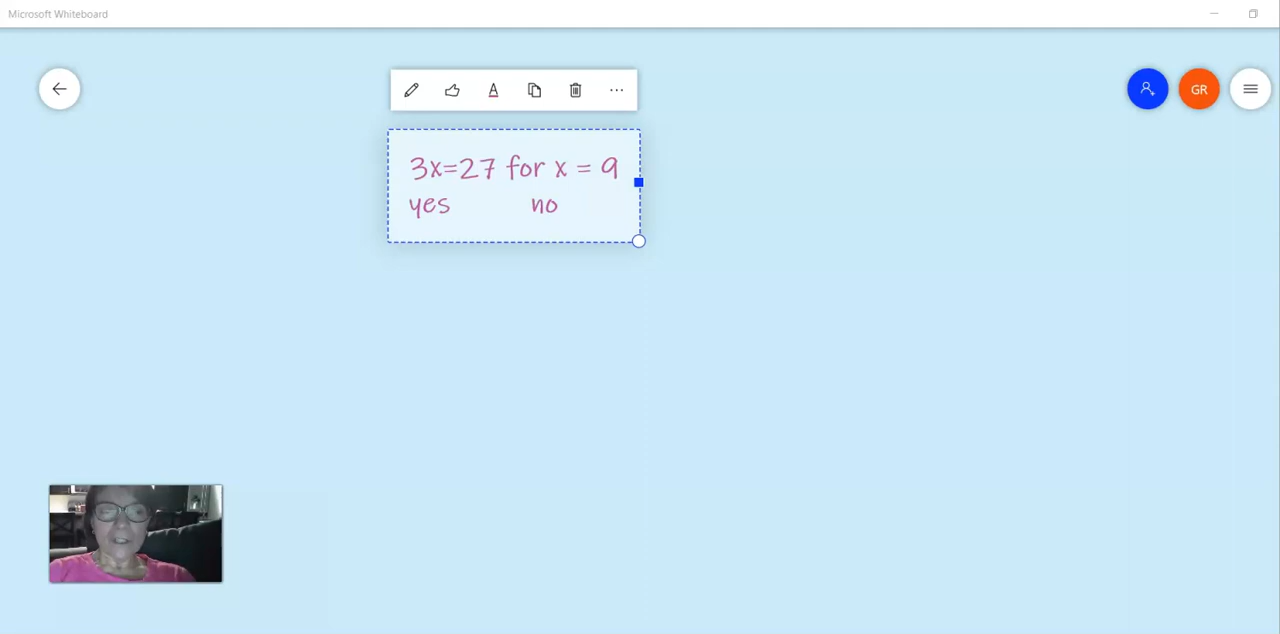 Microsoft Whiteboard
GR
3x=27 for x = 9
yes no